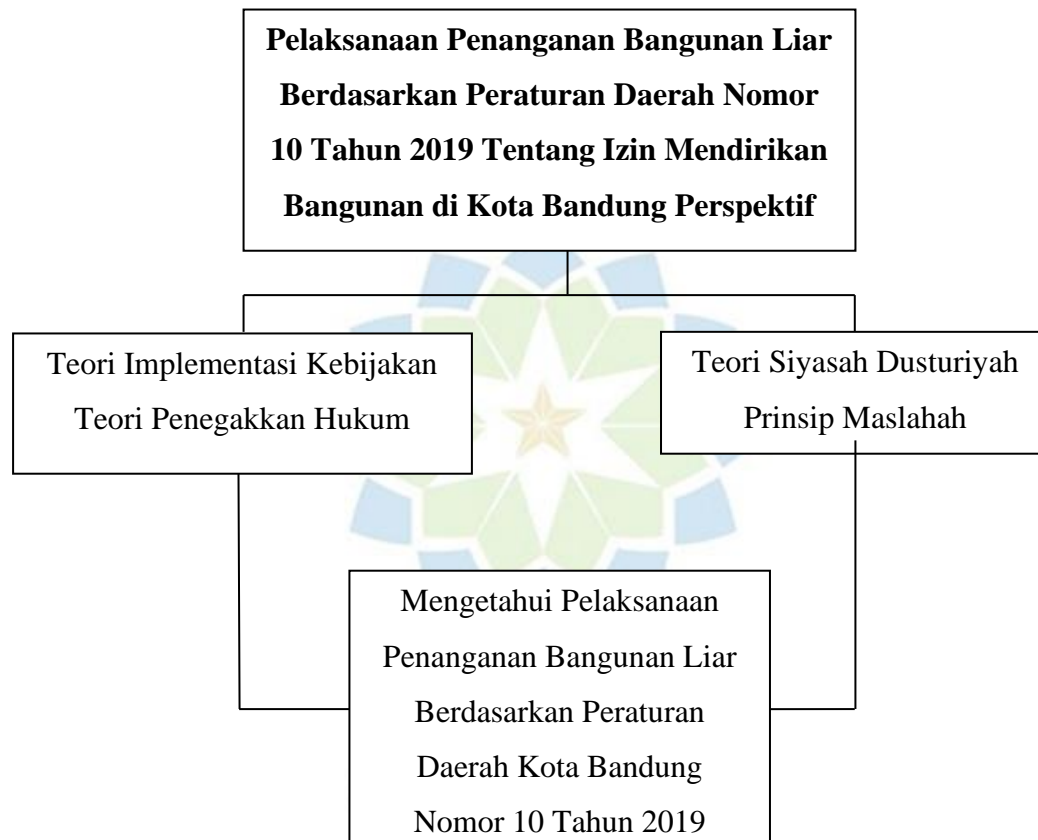 Pelaksanaan Penanganan Bangunan Liar
Berdasarkan Peraturan Daerah Nomor
10 Tahun 2019 Tentang Izin Mendirikan
Bangunan di Kota Bandung Perspektif
Teori Implementasi Kebijakan
Teori Penegakkan Hukum
Teori Siyasah Dusturiyah
Prinsip Maslahah
Mengetahui Pelaksanaan
Penanganan Bangunan Liar
Berdasarkan Peraturan
Daerah Kota Bandung
Nomor 10 Tahun 2019